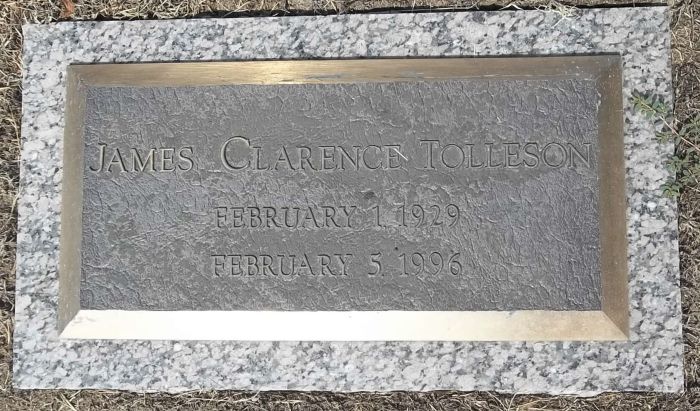 JAMES CLARENCE TOLLESON
FEBRUARY 1, 1929
FEBRUARY 5, 1996